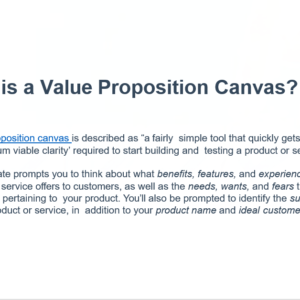 is a Value Proposition Canvas?
oposition canvas is described as "a fairly simple tool that quickly gets
um viable clarity' required to start building and testing a product or se
ate prompts you to think about what benefits, features, and experienc
service offers to customers, as well as the needs, wants, and fears t
pertaining to your product. You'll also be prompted to identify the su
oduct or service, in addition to your product name and ideal custome